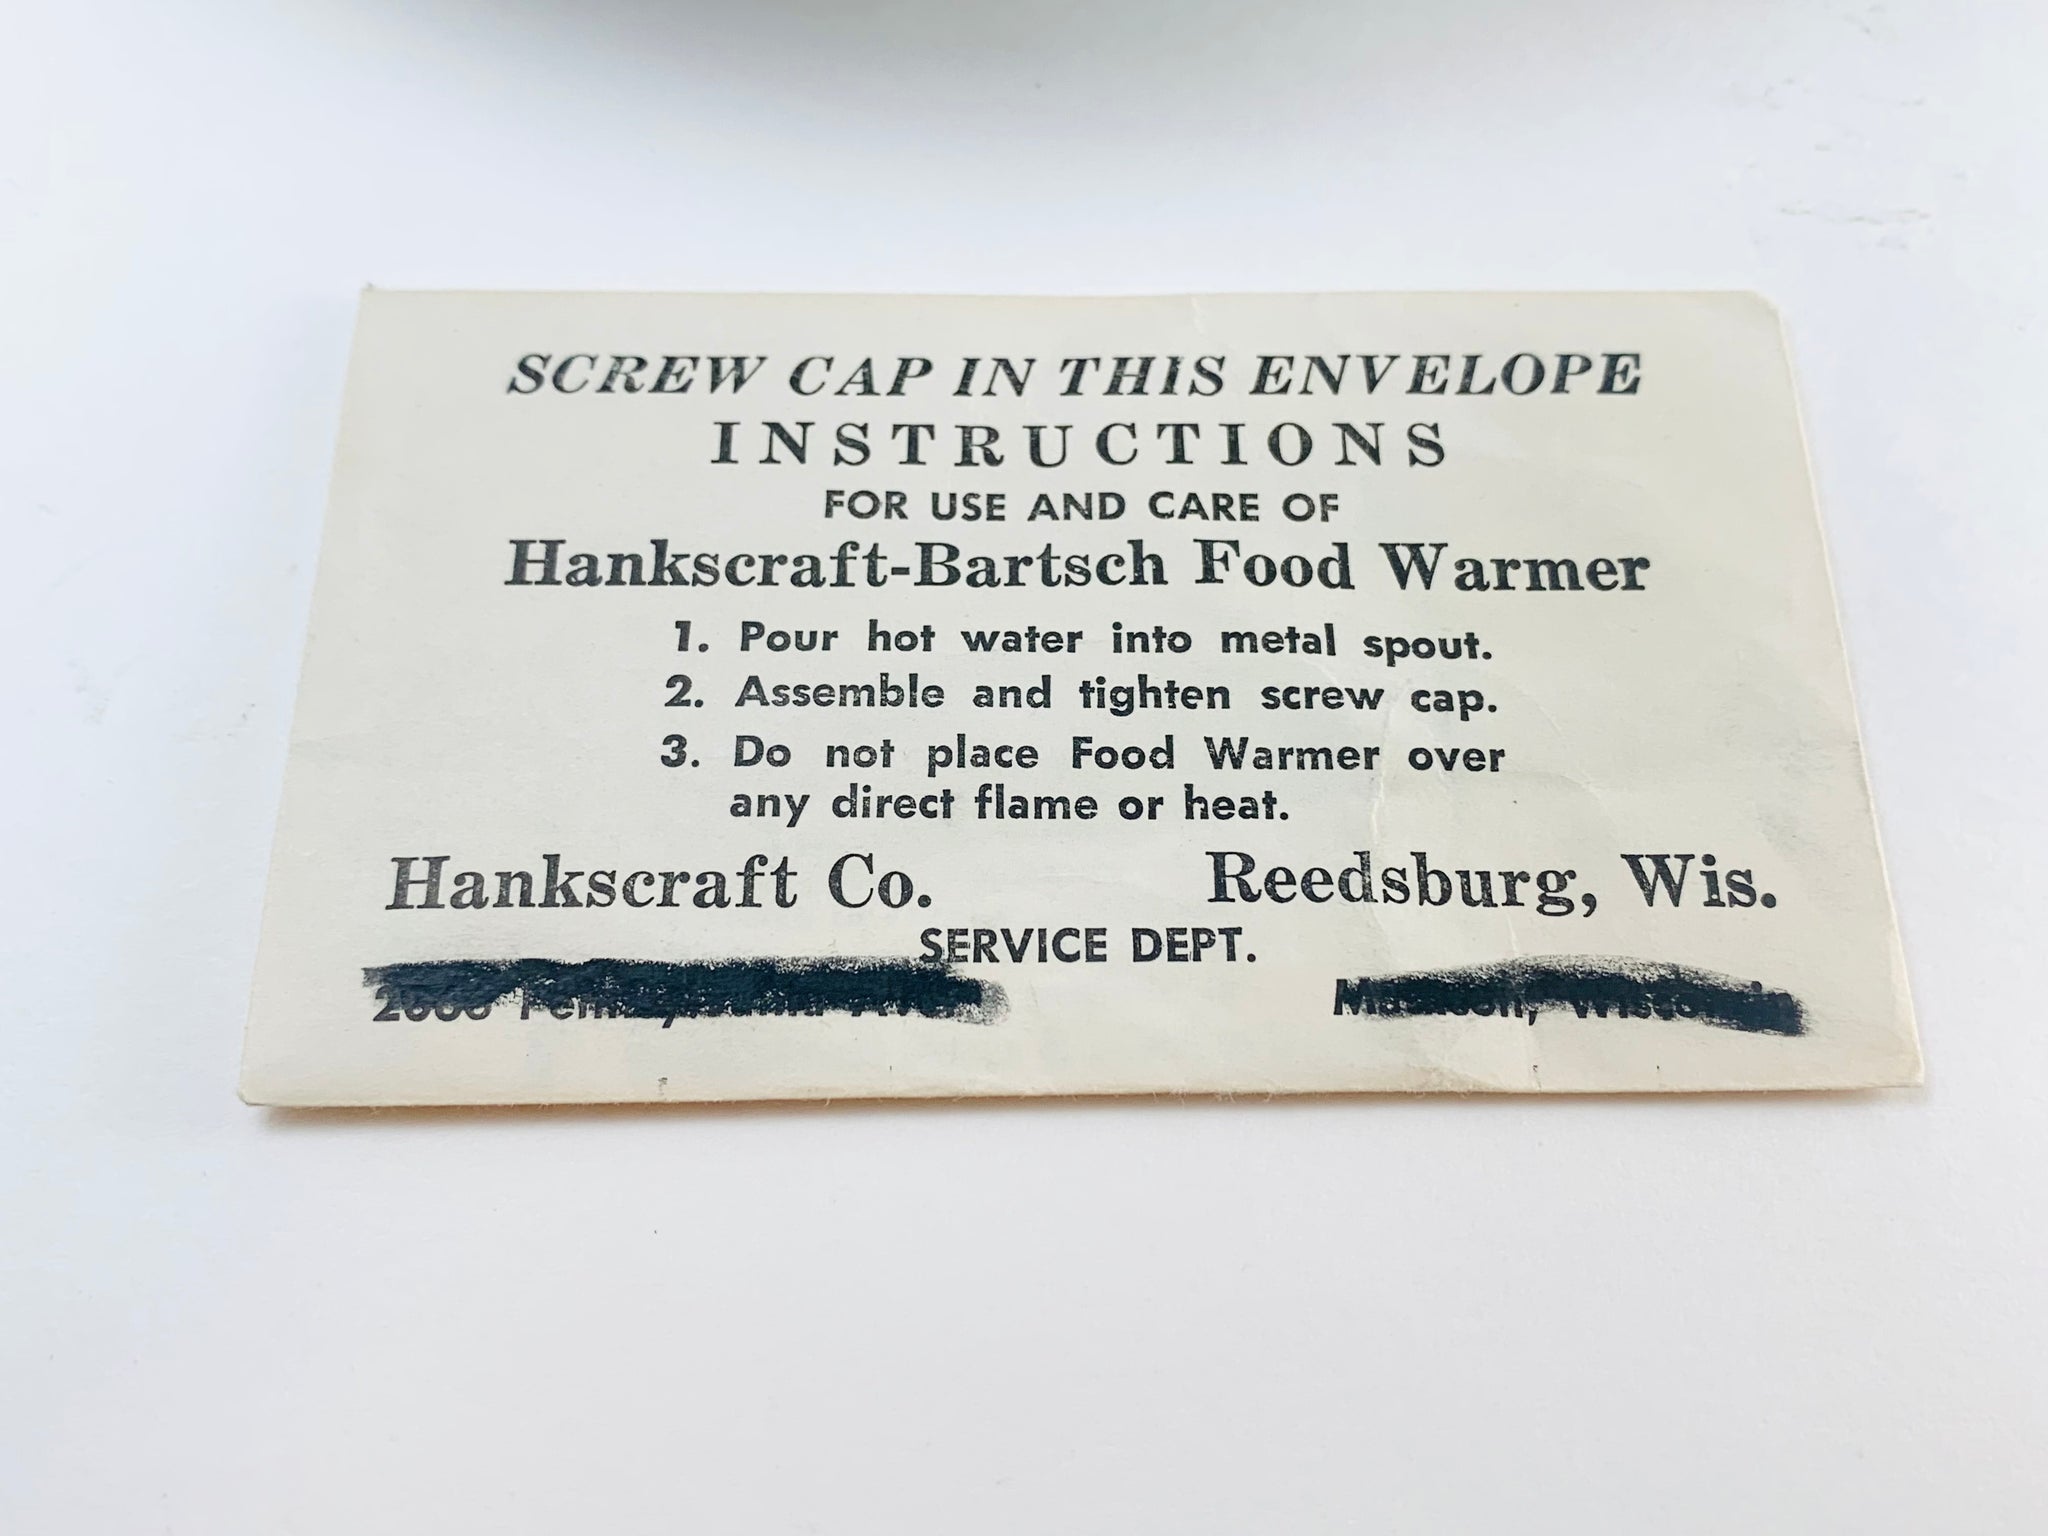 SCREW CAP IN THIS ENVELOPE
INSTRUCTIONS
FOR USE AND CARE OF
Hankscraft-Bartsch Food Warmer
1. Pour hot water into metal spout.
2. Assemble and tighten screw cap.
3. Do not place Food Warmer over
any direct flame or heat.
Hankscraft Co. Reedsburg, Wis.
SERVICE DEPT.
Madison, Wisconsin